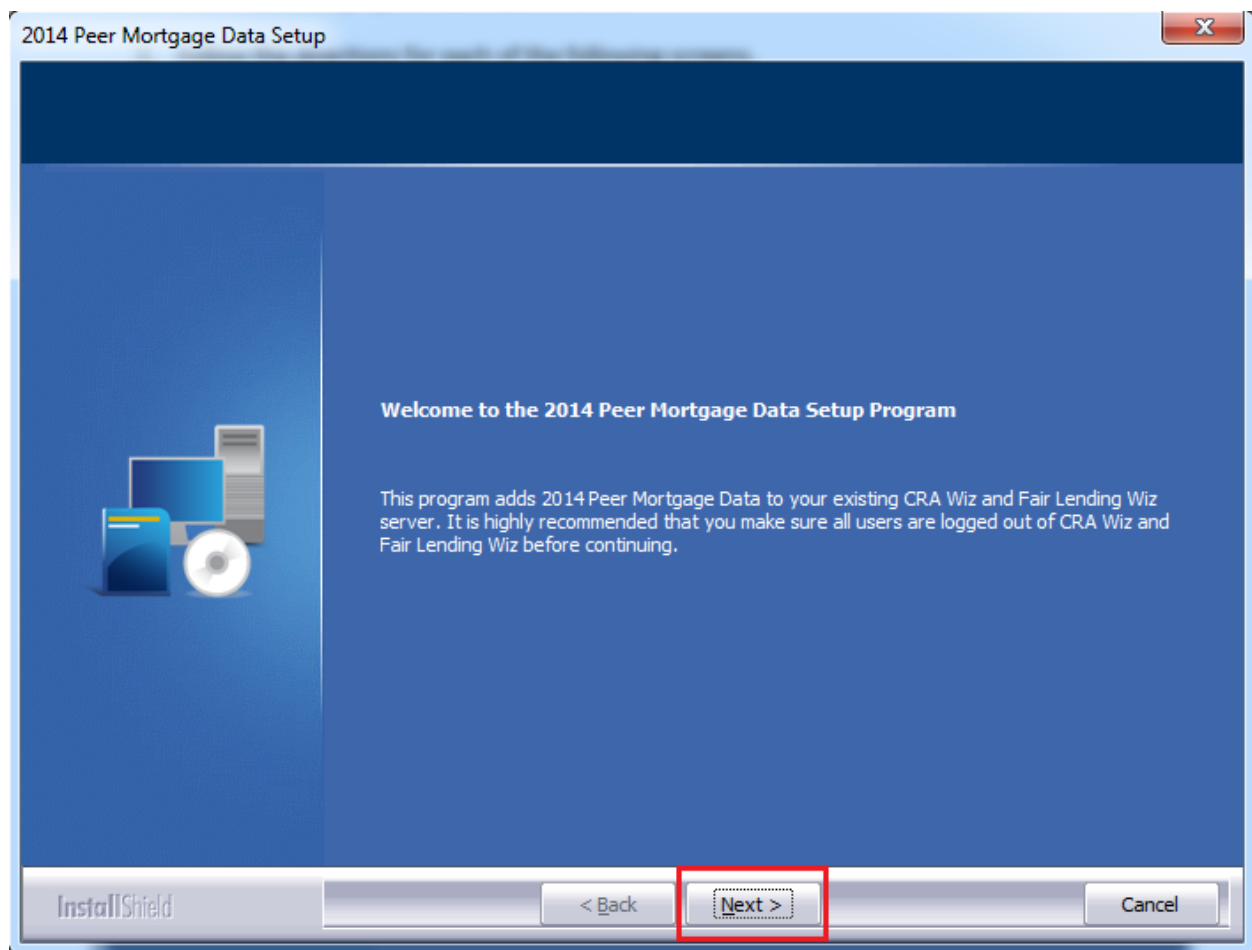 2014 Peer Mortgage Data Setup
Welcome to the 2014 Peer Mortgage Data Setup Program
This program adds 2014 Peer Mortgage Data to your existing CRA Wiz and Fair Lending Wiz
server. It is highly recommended that you make sure all users are logged out of CRA Wiz and
Fair Lending Wiz before continuing.
InstallShield
< Back
Next >
Cancel